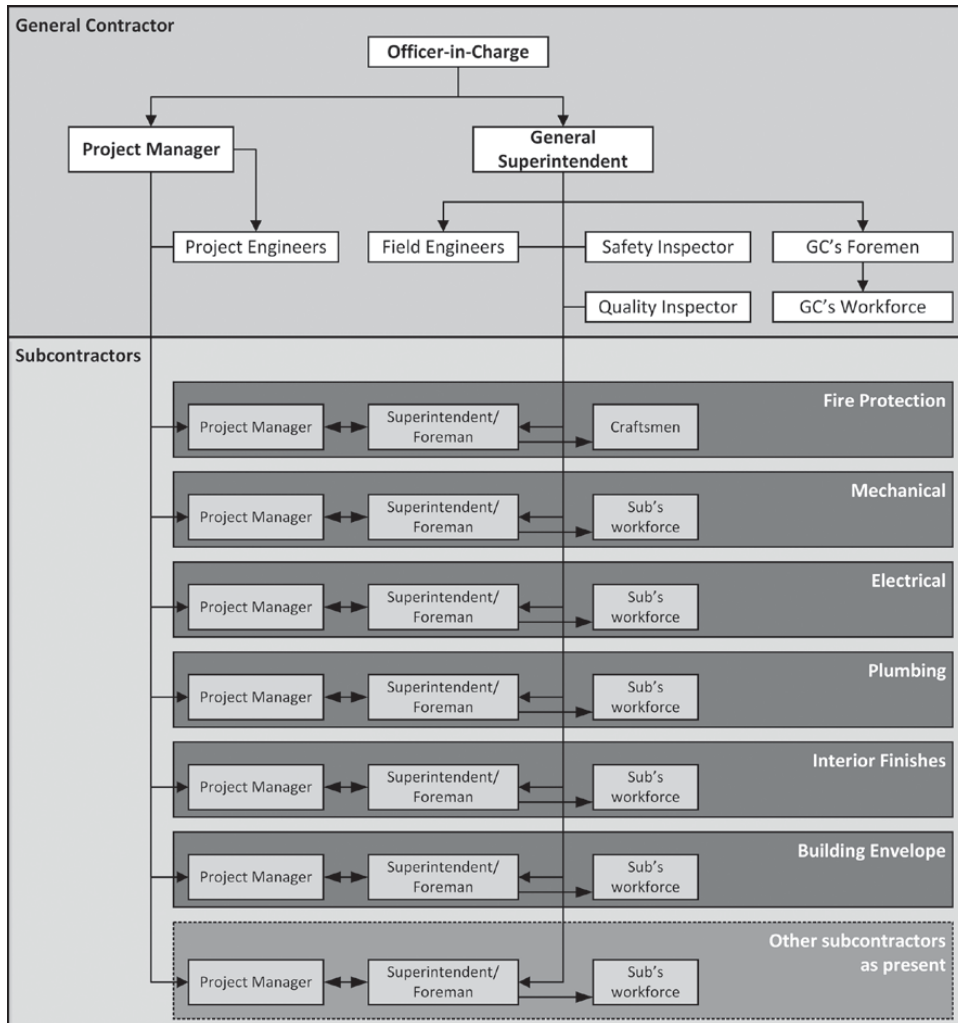 General Contractor
Officer-in-Charge
Project Manager
General
Superintendent
Project Engineers
Field Engineers
Safety Inspector
GC's Foremen
Quality Inspector
GC's Workforce
Subcontractors
Fire Protection
Project Manager
Superintendent/
Foreman
Craftsmen
Mechanical
Project Manager
Superintendent/
Foreman
Sub's
workforce
Electrical
Project Manager
Superintendent/
Foreman
Sub's
workforce
Plumbing
Project Manager
Superintendent/
Foreman
Sub's
workforce
Interior Finishes
Project Manager
Superintendent/
Foreman
Sub's
workforce
Building Envelope
Project Manager
Superintendent/
Foreman
Sub's
workforce
Other subcontractors
as present
Project Manager
Superintendent/
Foreman
Sub's
workforce